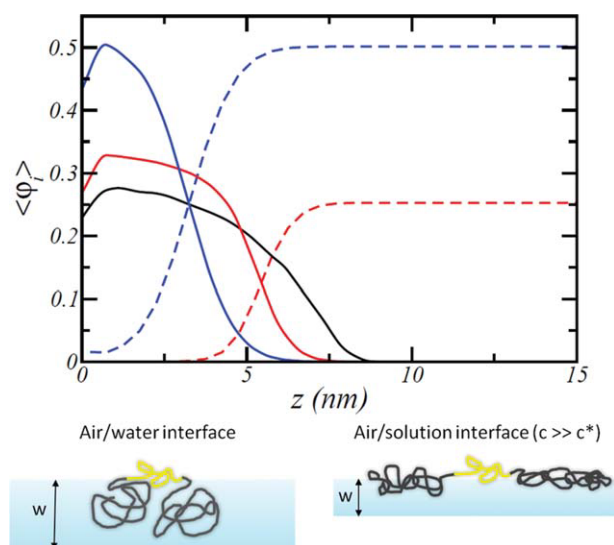 0.5
0.4
0.3
<φi>
0.2
0.1
0
0 5 10 15
z (nm)
Air/water interface Air/solution interface (c >> c*)
w w